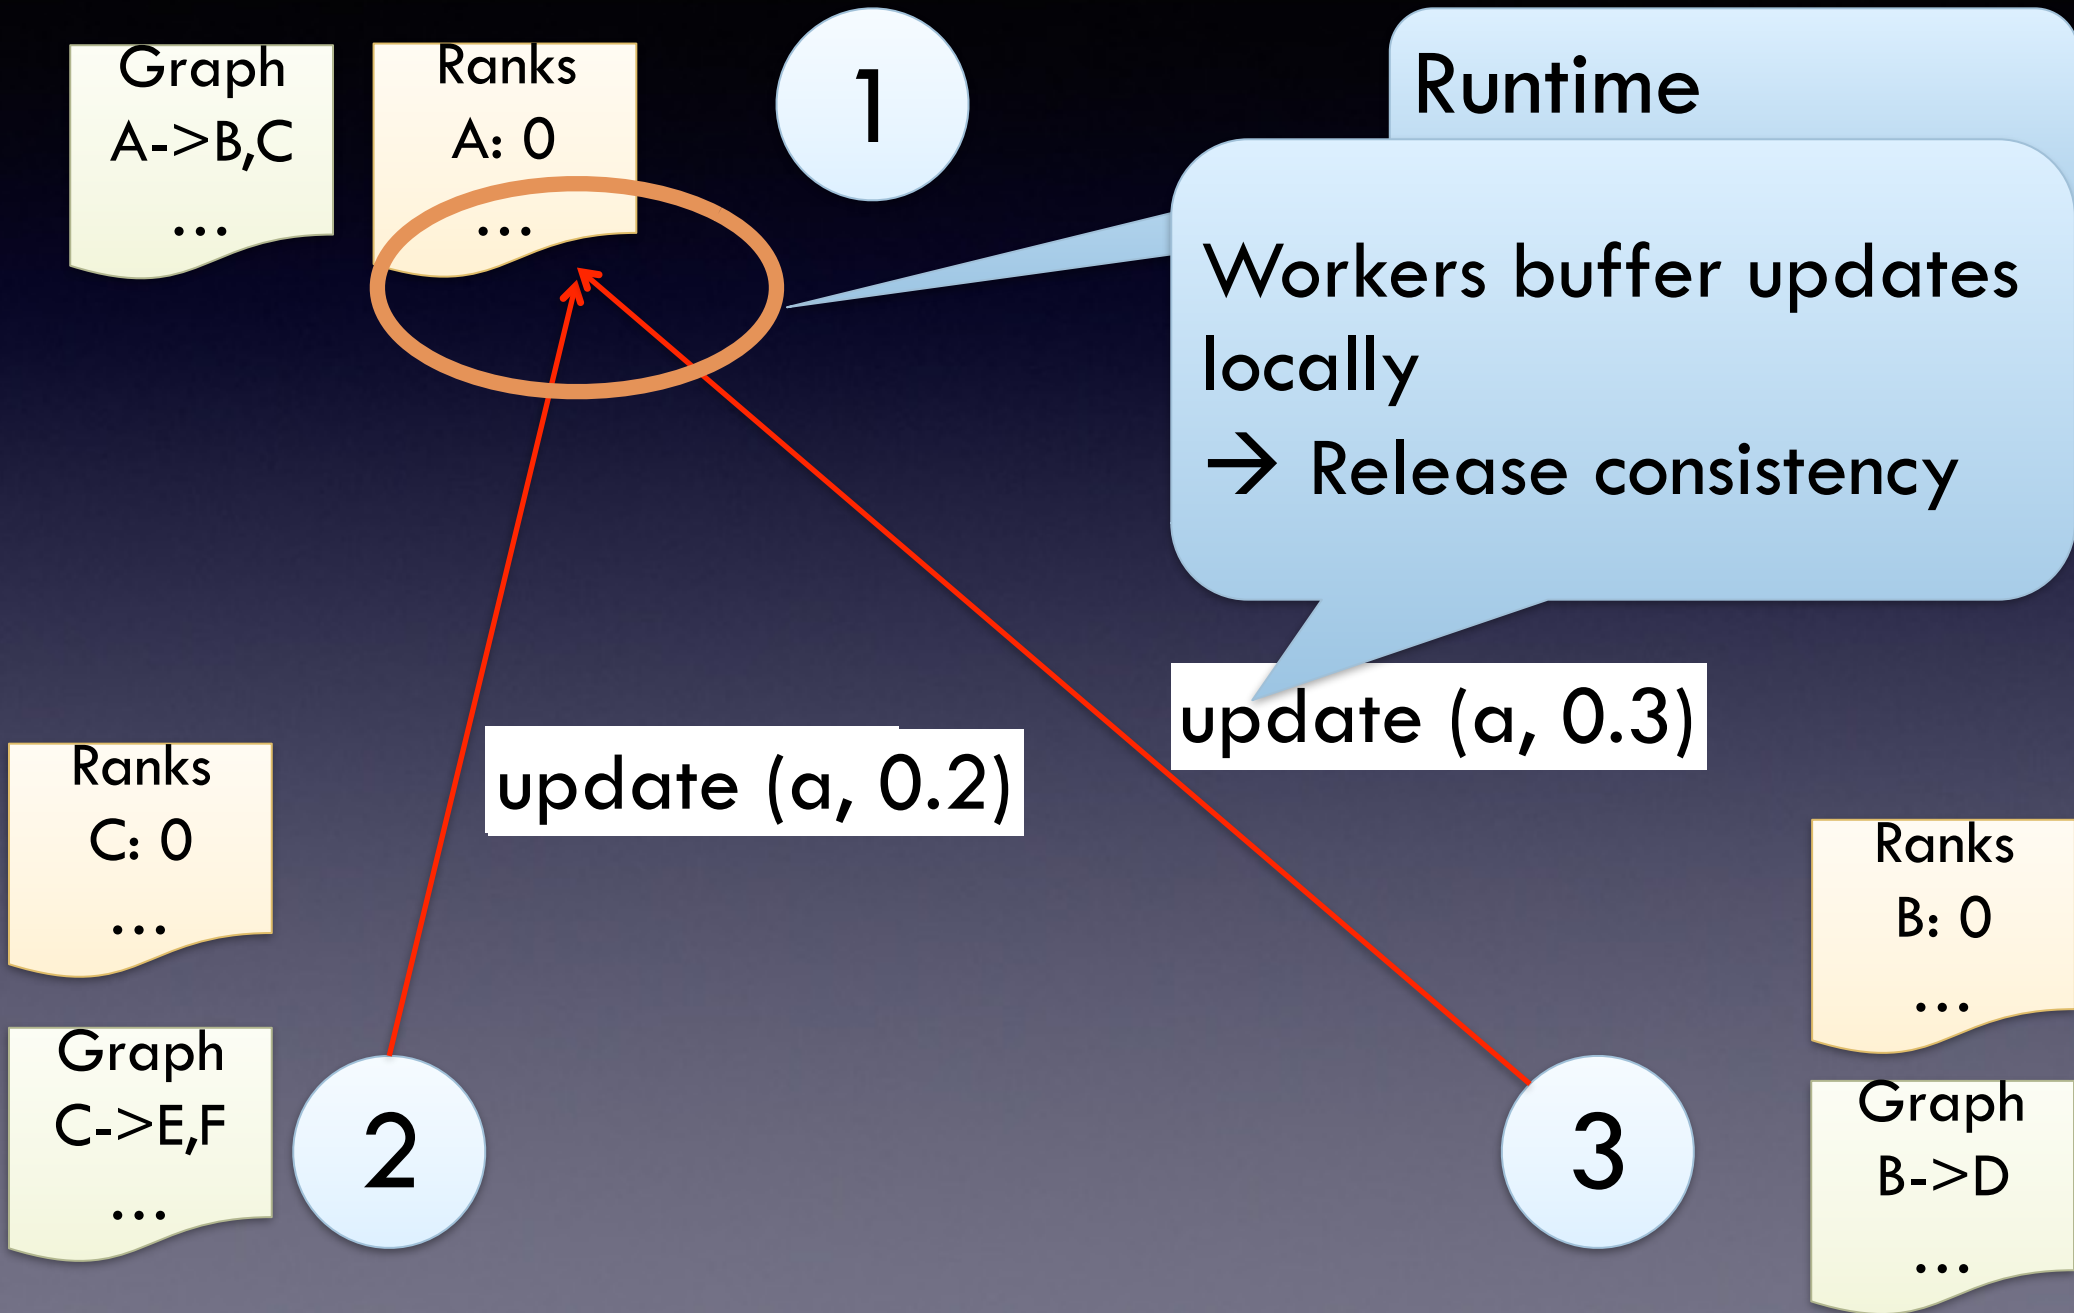 Graph
A->B,C
...
Ranks
A: 0
...
1
Runtime
Workers buffer updates
locally
→ Release consistency
update (a, 0.2)
update (a, 0.3)
Ranks
C: 0
...
Graph
C->E,F
...
2
3
Ranks
B: 0
...
Graph
B->D
...